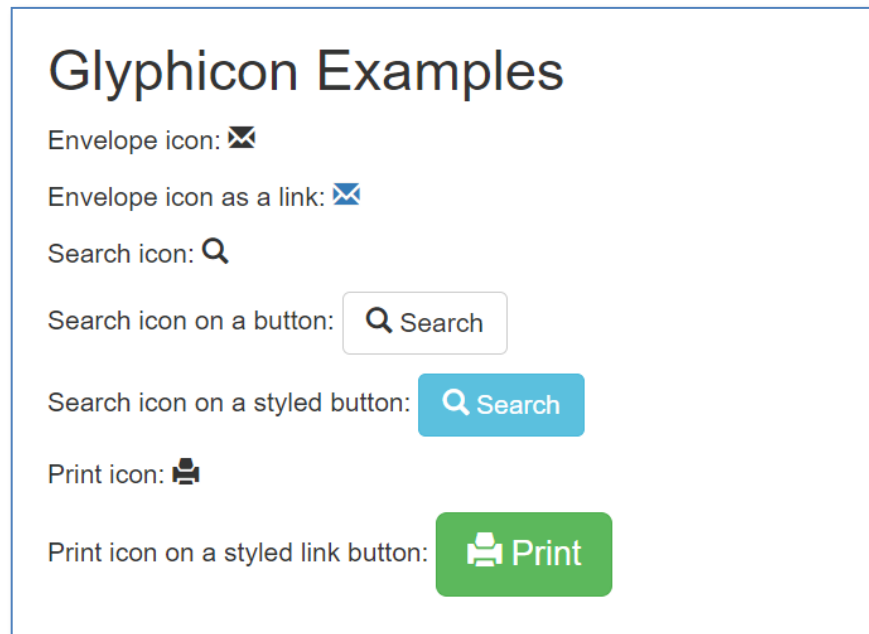 Glyphicon Examples
Envelope icon:
Envelope icon as a link:
Search icon:
Search icon on a button: Search
Search icon on a styled button: Search
Print icon:
Print icon on a styled link button: Print